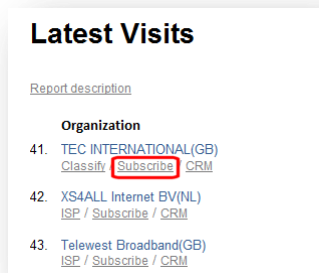 Latest Visits
Report description
Organization
41. TEC INTERNATIONAL(GB)
Classify / Subscribe / CRM
42. XS4ALL Internet BV(NL)
ISP / Subscribe / CRM
43. Telewest Broadband(GB)
ISP / Subscribe / CRM